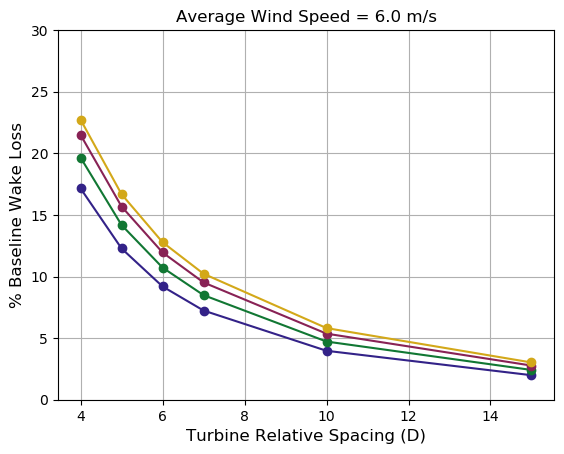 Average Wind Speed = 6.0 m/s
30
25
20
15
10
5
0
% Baseline Wake Loss
4 6 8 10 12 14
Turbine Relative Spacing (D)